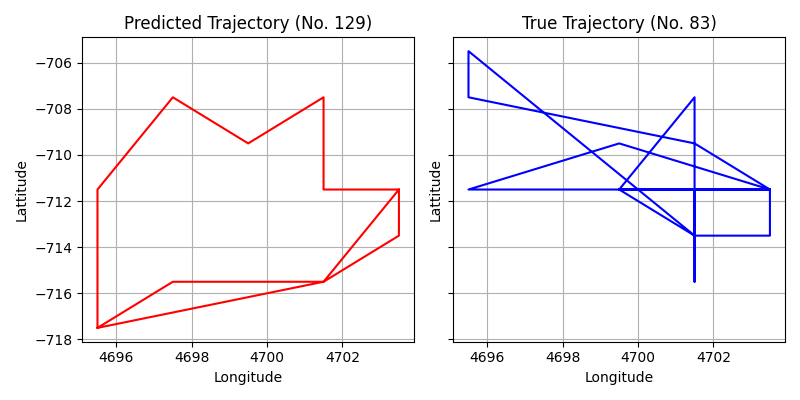 Predicted Trajectory (No. 129)
True Trajectory (No. 83)
−706
−708
−710
−712
−714
−716
−718
Lattitude
Lattitude
4696 4698 4700 4702
4696 4698 4700 4702
Longitude
Longitude